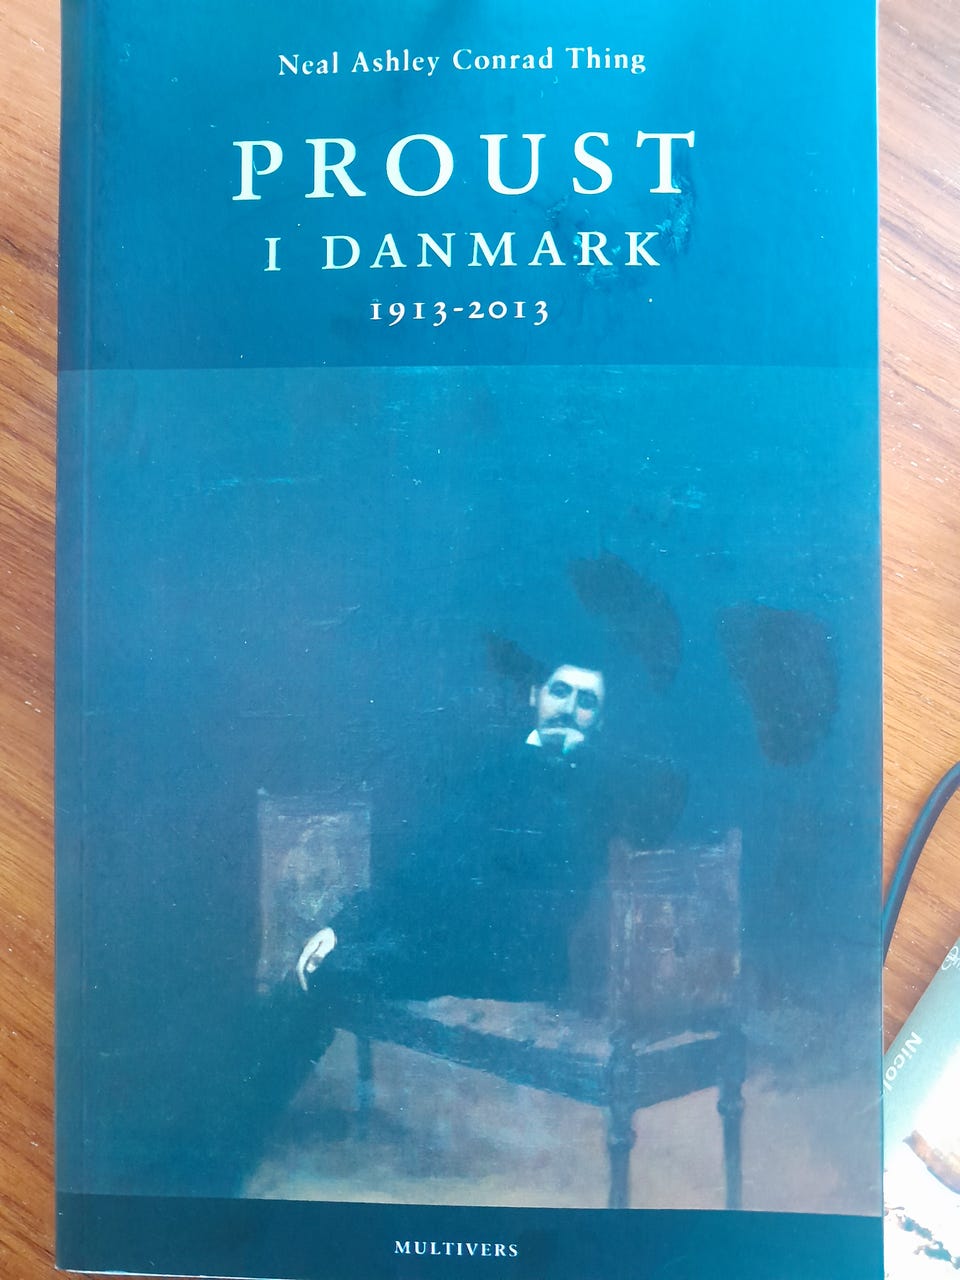 Neal Ashley Conrad Thing
PROUST
I DANMARK
1913-2013
MULTIVERS